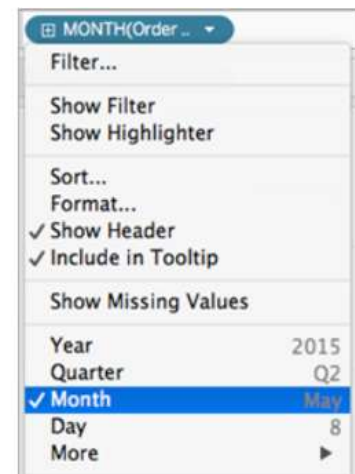 MONTH(Order ..
Filter...
Show Filter
Show Highlighter
Sort...
Format...
✓ Show Header
✓ Include in Tooltip
Show Missing Values
Year 2015
Quarter Q2
✓ Month May
Day 8
More ▶